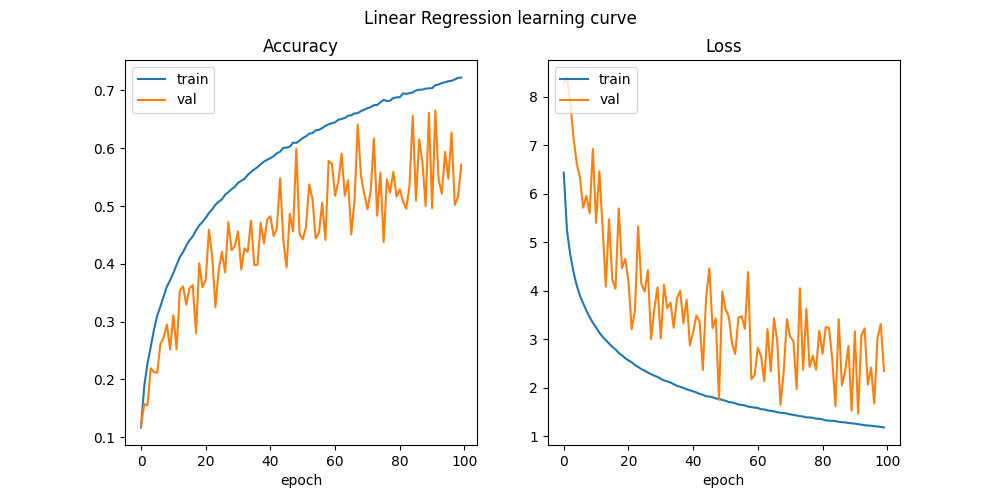 Linear Regression learning curve
Accuracy
train
val
0.7
0.6
0.5
0.4
0.3
0.2
0.1
0 20 40 60 80 100
epoch
Loss
train
val
8
7
6
5
4
3
2
1
0 20 40 60 80 100
epoch